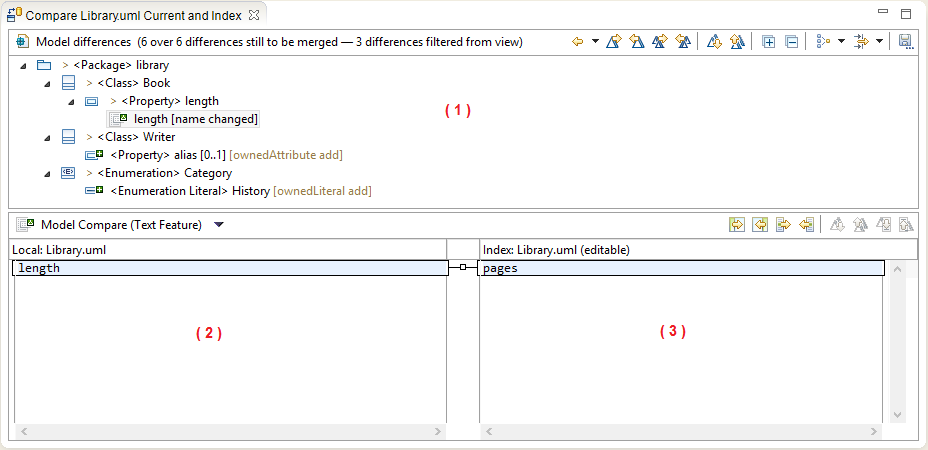 Compare Library.uml Current and Index
Model differences (6 over 6 differences still to be merged — 3 differences filtered from view)
> <Package> library
> <Class> Book
> <Property> length
length [name changed]
( 1 )
> <Class> Writer
<Property> alias [0..1] [ownedAttribute add]
> <Enumeration> Category
<Enumeration Literal> History [ownedLiteral add]
Model Compare (Text Feature)
Local: Library.uml
Index: Library.uml (editable)
length
pages
( 2 )
( 3 )